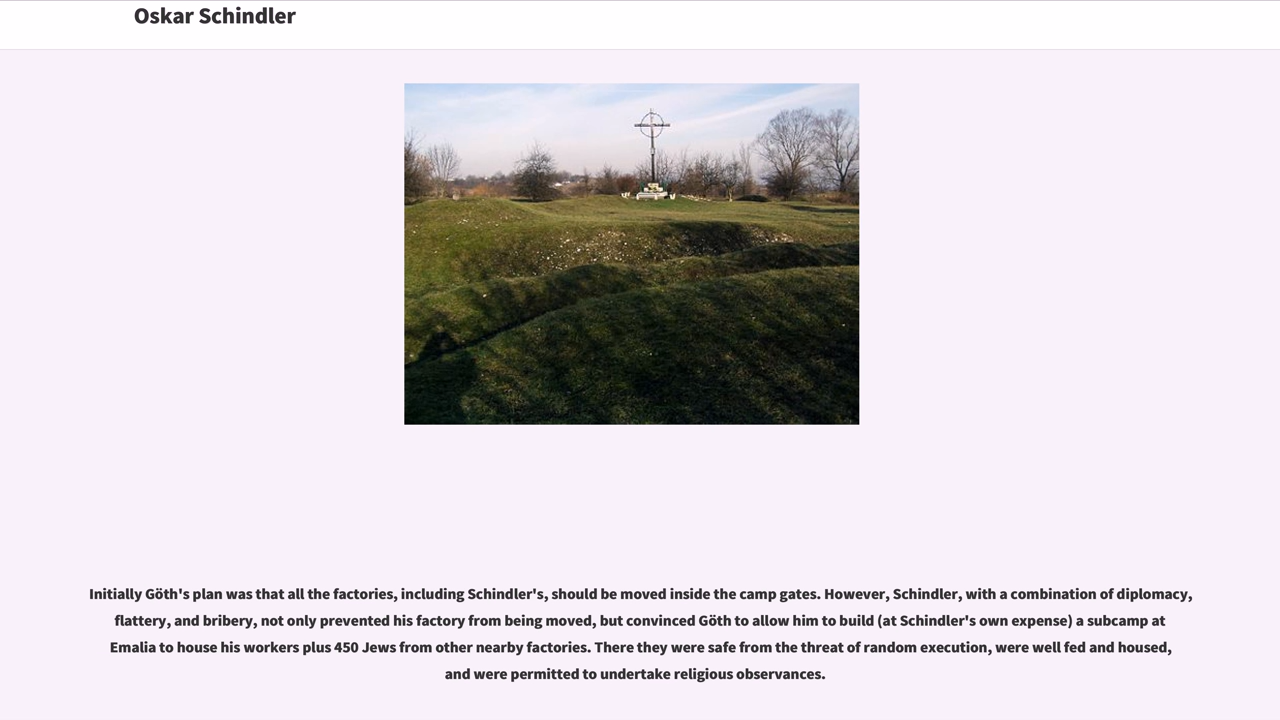 Oskar Schindler
Initially Göth's plan was that all the factories, including Schindler's, should be moved inside the camp gates. However, Schindler, with a combination of diplomacy,
flattery, and bribery, not only prevented his factory from being moved, but convinced Göth to allow him to build (at Schindler's own expense) a subcamp at
Emalia to house his workers plus 450 Jews from other nearby factories. There they were safe from the threat of random execution, were well fed and housed,
and were permitted to undertake religious observances.